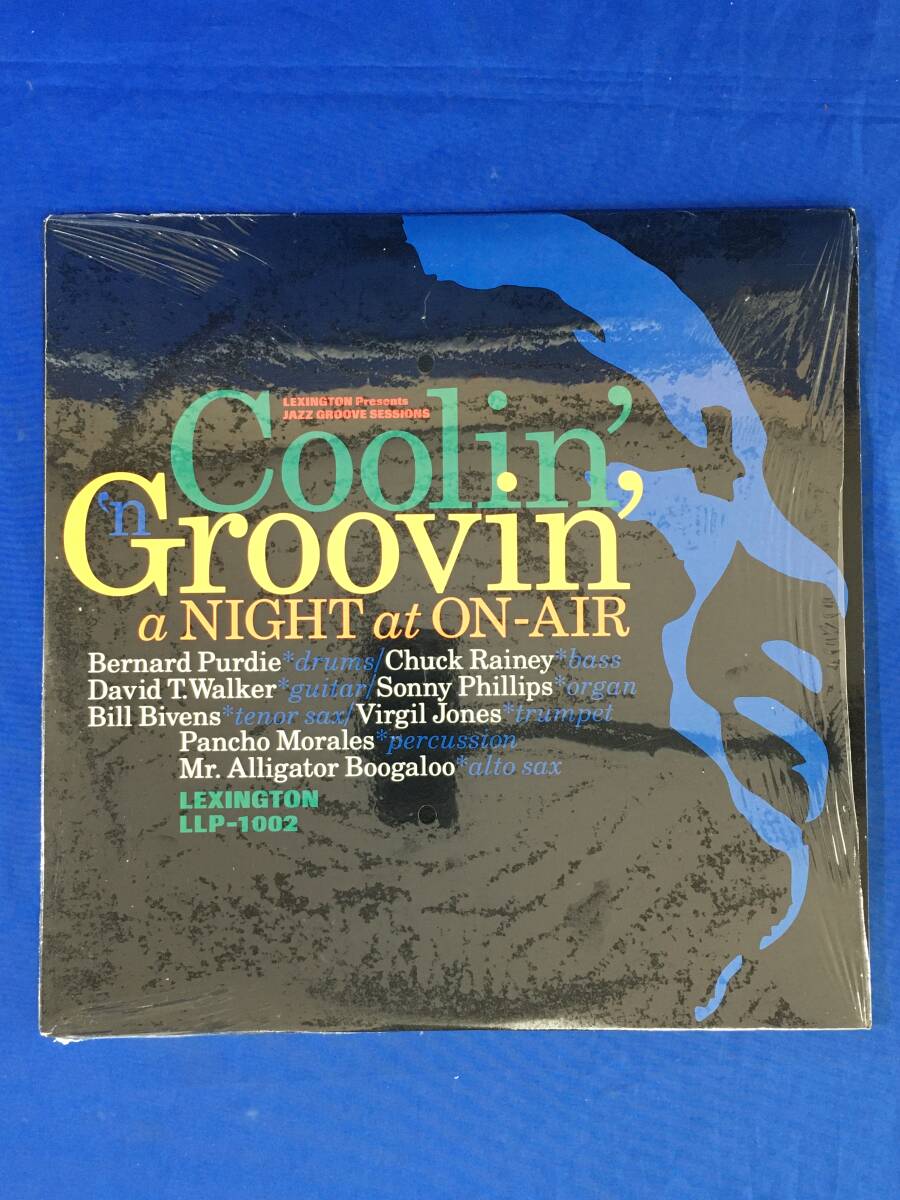 LEXINGTON Presents
JAZZ GROOVE SESSIONS
Coolin'
'n
Groovin'
a NIGHT at ON-AIR
Bernard Purdie*drums/Chuck Rainey*bass
David T.Walker*guitar/Sonny Phillips*organ
Bill Bivens*tenor sax/Virgil Jones*trumpet
Pancho Morales*percussion
Mr. Alligator Boogaloo*alto sax
LEXINGTON
LLP-1002